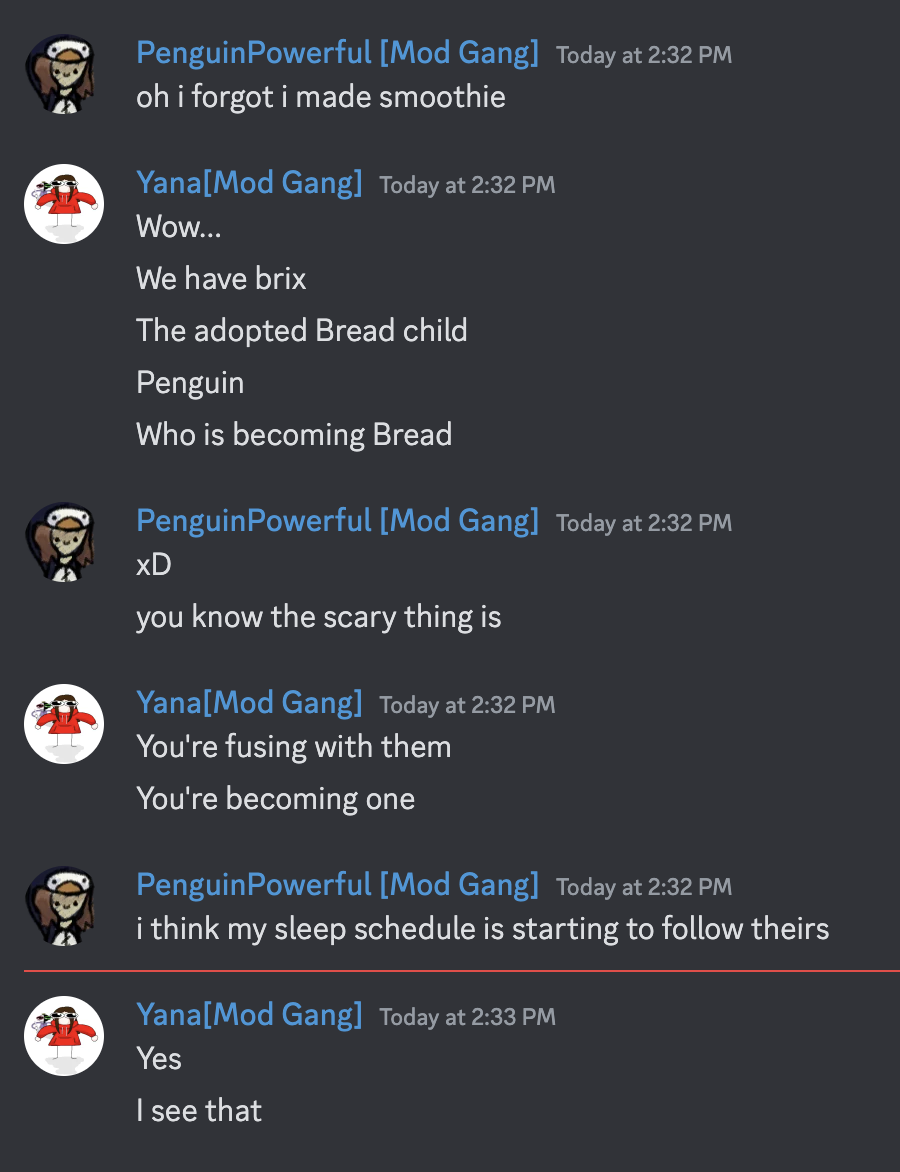 PenguinPowerful [Mod Gang] Today at 2:32 PM
oh i forgot i made smoothie
Yana[Mod Gang] Today at 2:32 PM
Wow...
We have brix
The adopted Bread child
Penguin
Who is becoming Bread
PenguinPowerful [Mod Gang] Today at 2:32 PM
xD
you know the scary thing is
Yana[Mod Gang] Today at 2:32 PM
You're fusing with them
You're becoming one
PenguinPowerful [Mod Gang] Today at 2:32 PM
i think my sleep schedule is starting to follow theirs
Yana[Mod Gang] Today at 2:33 PM
Yes
I see that